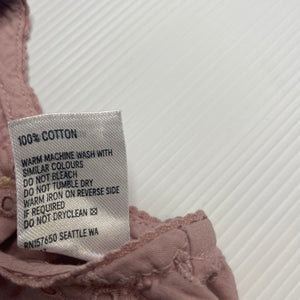 100% COTTON
WARM MACHINE WASH WITH
SIMILAR COLOURS
DO NOT BLEACH
DO NOT TUMBLE DRY
WARM IRON ON REVERSE SIDE
IF REQUIRED
DO NOT DRYCLEAN ☒
RN157650 SEATTLE WA